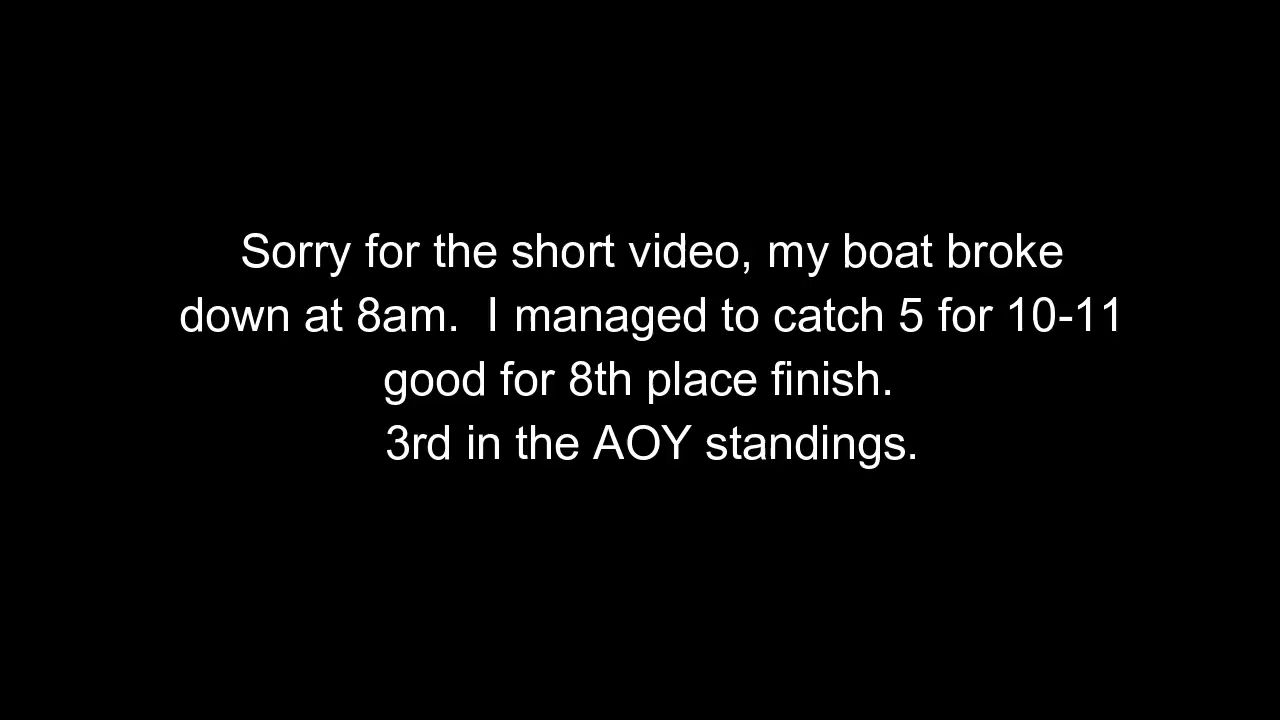 Sorry for the short video, my boat broke
down at 8am.  I managed to catch 5 for 10-11
good for 8th place finish.
3rd in the AOY standings.